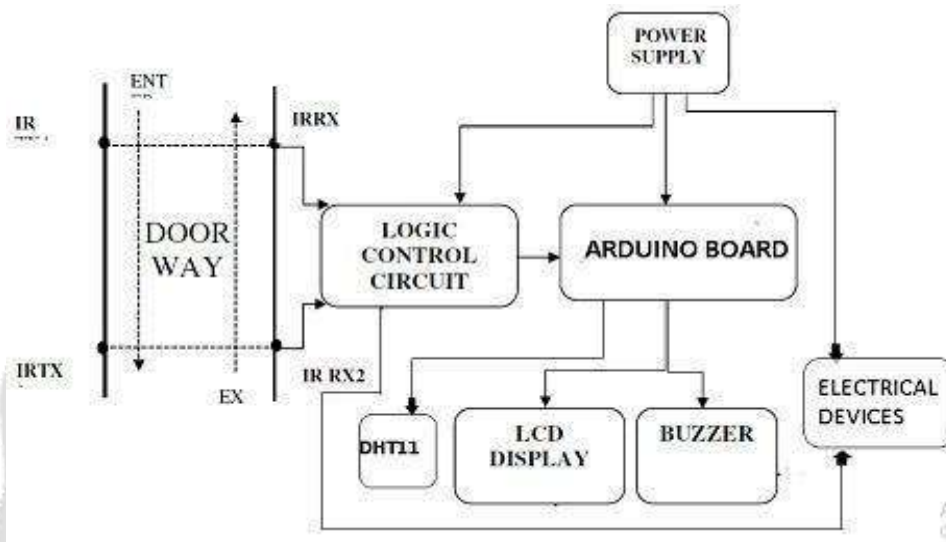 POWER
SUPPLY
ENT
IR
IRRX
DOOR
WAY
LOGIC
CONTROL
CIRCUIT
ARDUINO BOARD
IRTX
EX
IR RX2
DHT11
LCD
DISPLAY
BUZZER
ELECTRICAL
DEVICES